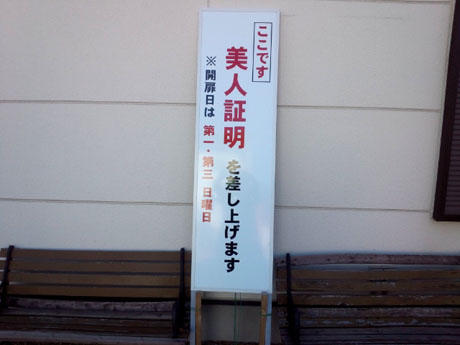 ここです
美人証明を差し上げます
※開扉日は 第一・第三 日曜日